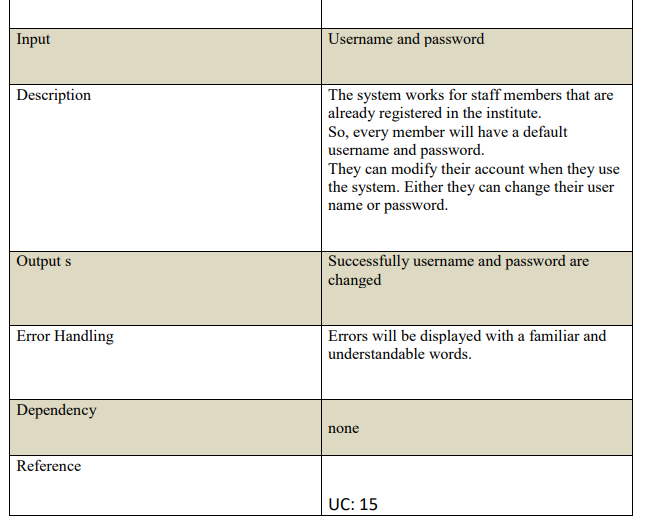 Input
Username and password
Description
The system works for staff members that are
already registered in the institute.
So, every member will have a default
username and password.
They can modify their account when they use
the system. Either they can change their user
name or password.
Output s
Successfully username and password are
changed
Error Handling
Errors will be displayed with a familiar and
understandable words.
Dependency
none
Reference
UC: 15